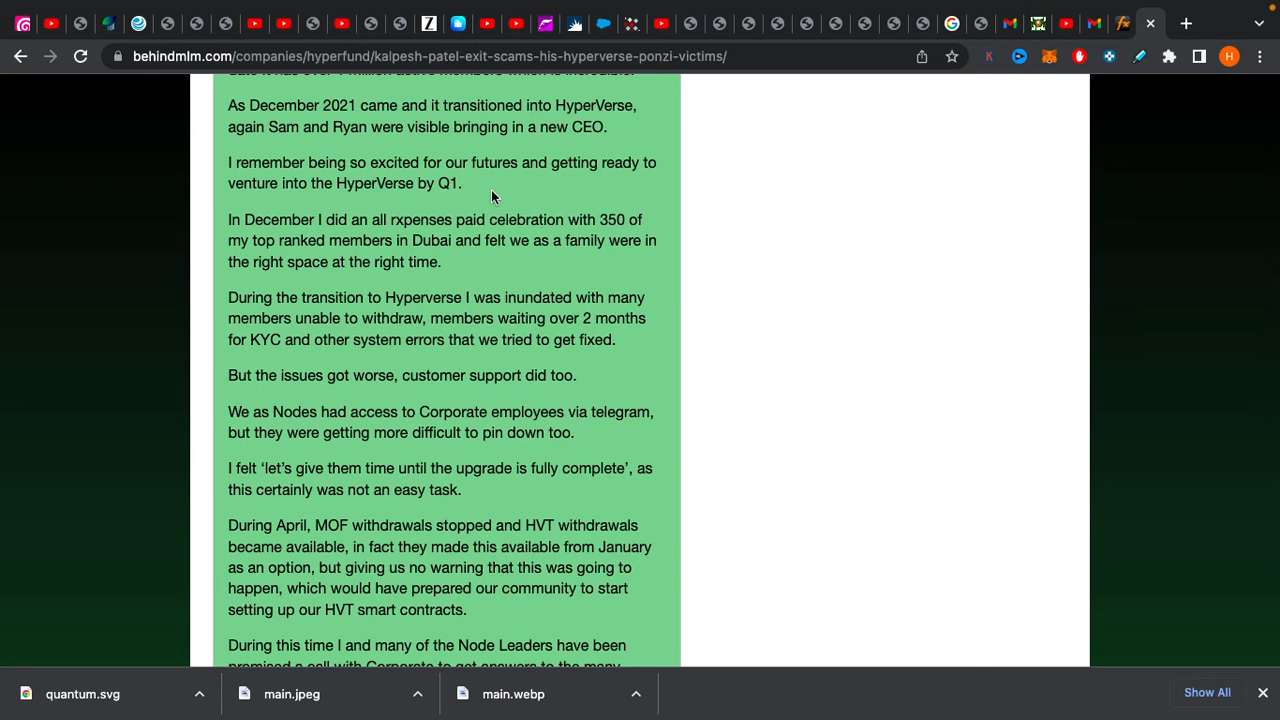 behindmlm.com/companies/hyperfund/kalpesh-patel-exit-scams-his-hyperverse-ponzi-victims/
As December 2021 came and it transitioned into HyperVerse,
again Sam and Ryan were visible bringing in a new CEO.
I remember being so excited for our futures and getting ready to
venture into the HyperVerse by Q1.
In December I did an all rxpenses paid celebration with 350 of
my top ranked members in Dubai and felt we as a family were in
the right space at the right time.
During the transition to Hyperverse I was inundated with many
members unable to withdraw, members waiting over 2 months
for KYC and other system errors that we tried to get fixed.
But the issues got worse, customer support did too.
We as Nodes had access to Corporate employees via telegram,
but they were getting more difficult to pin down too.
I felt ‘let’s give them time until the upgrade is fully complete’, as
this certainly was not an easy task.
During April, MOF withdrawals stopped and HVT withdrawals
became available, in fact they made this available from January
as an option, but giving us no warning that this was going to
happen, which would have prepared our community to start
setting up our HVT smart contracts.
During this time I and many of the Node Leaders have been
promised a call with Corporate to get answers to the many
quantum.svg
main.jpeg
main.webp
Show All